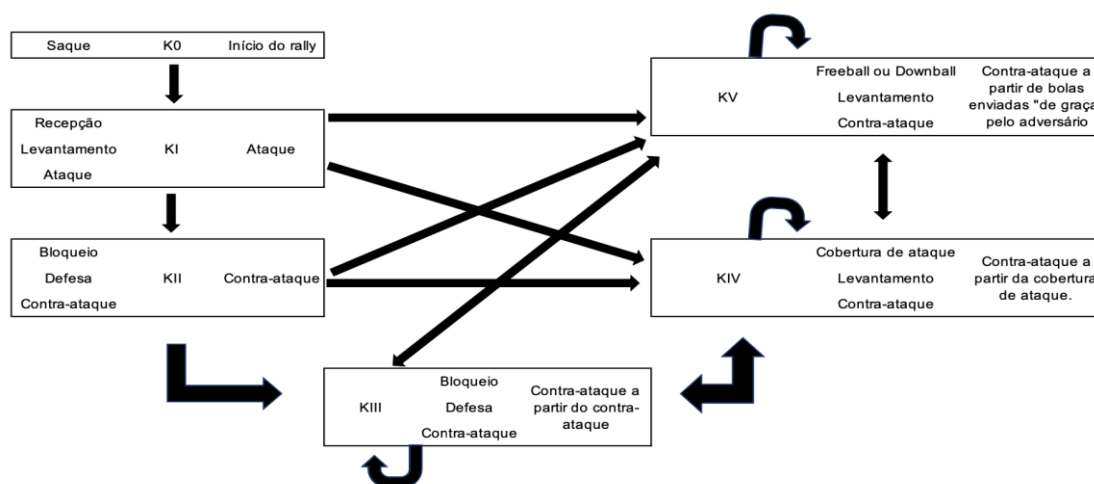 Saque K0 Início do rally
Recepção
Levantamento KI Ataque
Ataque
Bloqueio
Defesa KII Contra-ataque
Contra-ataque
Bloqueio
KIII Defesa Contra-ataque a
partir do contra-
ataque
Contra-ataque
Freeball ou Downball
KV Levantamento
Contra-ataque
Contra-ataque a
partir de bolas
enviadas "de graça
pelo adversário
Cobertura de ataque
KIV Levantamento
Contra-ataque
Contra-ataque a
partir da cobertura
de ataque.